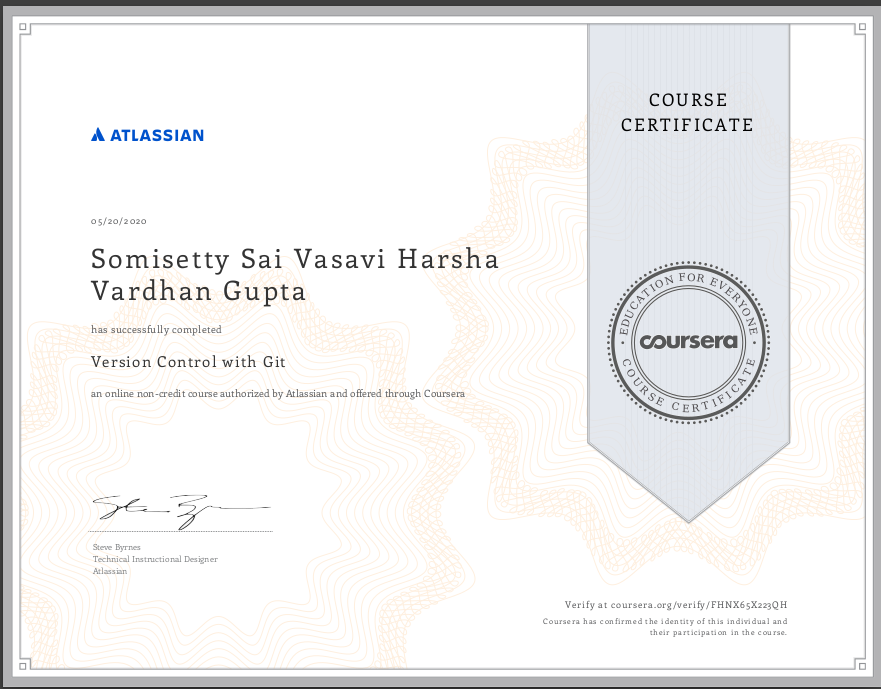 COURSE
CERTIFICATE
ATLASSIAN
05/20/2020
Somisetty Sai Vasavi Harsha
Vardhan Gupta
has successfully completed
Version Control with Git
an online non-credit course authorized by Atlassian and offered through Coursera
EDUCATION FOR EVERYONE
coursera
COURSE CERTIFICATE
Steve Byrnes
Technical Instructional Designer
Atlassian
Verify at coursera.org/verify/FHNX65X223QH
Coursera has confirmed the identity of this individual and
their participation in the course.